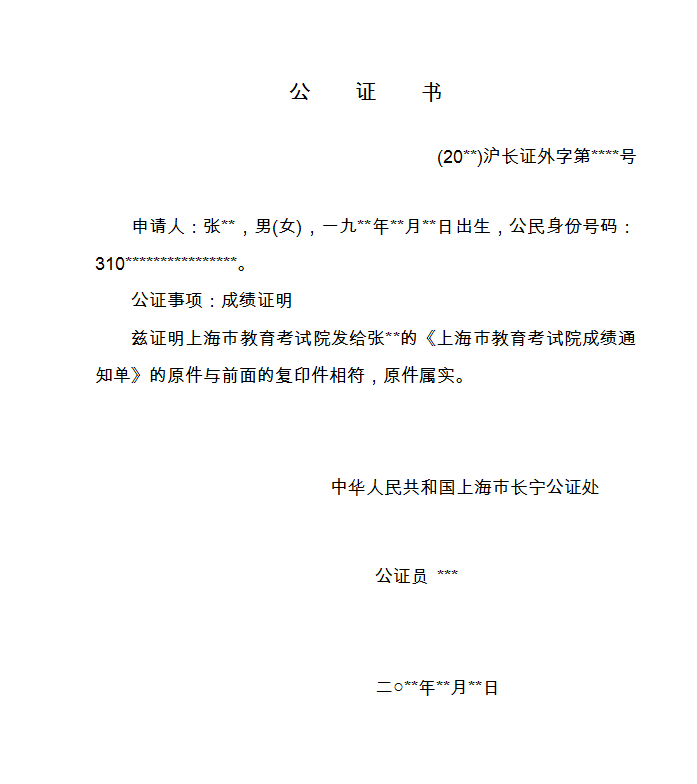 公 证 书
(20**)沪长证外字第****号
申请人：张**，男(女)，一九**年**月**日出生，公民身份号码：
310****************。
公证事项：成绩证明
兹证明上海市教育考试院发给张**的《上海市教育考试院成绩通
知单》的原件与前面的复印件相符，原件属实。
中华人民共和国上海市长宁公证处
公证员 ***
二○**年**月**日